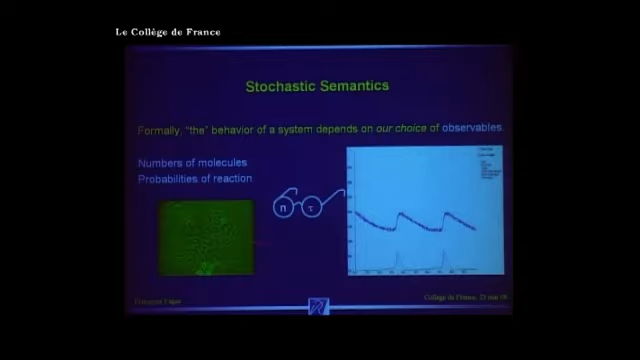 Le Collège de France
Stochastic Semantics
Formally, "the" behavior of a system depends on our choice of observables.
Numbers of molecules
Probabilities of reaction
n τ
Collège de France,